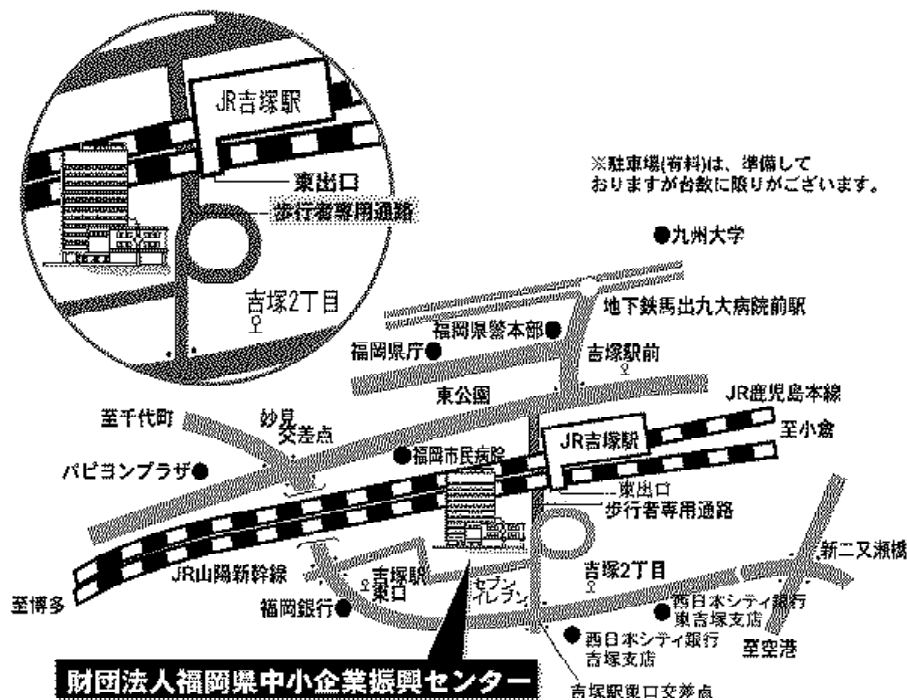 JR吉塚駅
東出口
歩行者専用通路
吉塚2丁目
※駐車場(有料)は、準備して
おりますが台数に限りがございます。
九州大学
地下鉄馬出九大病院前駅
福岡県警本部
福岡県庁
吉塚駅前
東公園
JR鹿児島本線
至千代町
妙見
交差点
至小倉
JR吉塚駅
福岡市民病院
パピヨンプラザ
東出口
歩行者専用通路
新二又瀬橋
JR山陽新幹線
吉塚駅
東口
セブン
イレブン
吉塚2丁目
至博多
福岡銀行
西日本シティ銀行
東吉塚支店
西日本シティ銀行
吉塚支店
至空港
財団法人福岡県中小企業振興センター
吉塚駅東口交差点